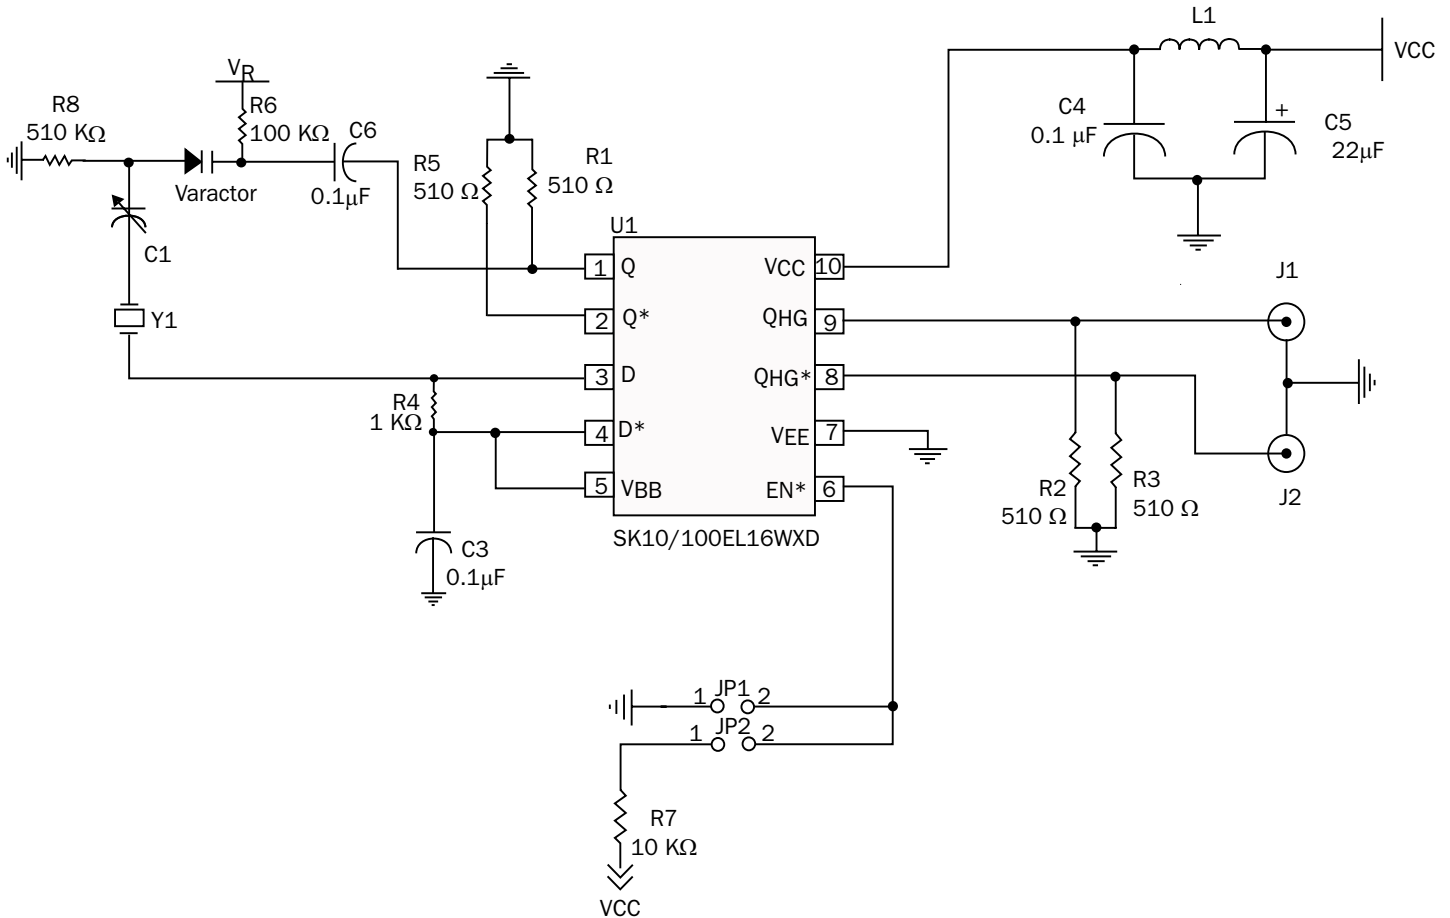 L1
VCC
VR
R8
510 KΩ
R6
100 KΩ
C6
0.1µF
Varactor
C1
Y1
R5
510 Ω
R1
510 Ω
C4
0.1 µF
+
C5
22µF
U1
1 Q
2 Q*
3 D
4 D*
5 VBB
VCC 10
QHG 9
QHG* 8
VEE 7
EN* 6
SK10/100EL16WXD
R4
1 KΩ
C3
0.1µF
J1
J2
R2
510 Ω
R3
510 Ω
1 JP1 2
1 JP2 2
R7
10 KΩ
VCC